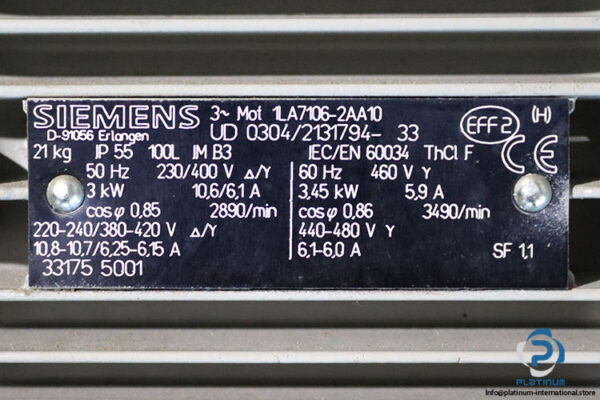 SIEMENS 3~ Mot 1LA7106-2AA10 (H)
D-91056 Erlangen UD 0304/2131794- 33 EFF2
21 kg IP 55 100L IM B3 IEC/EN 60034 ThCl F CE
50 Hz 230/400 V Δ/Y 60 Hz 460 V Y
3 kW 10,6/6,1 A 3,45 kW 5,9 A
cos φ 0,85 2890/min cos φ 0,86 3490/min
220-240/380-420 V Δ/Y 440-480 V Y
10,8-10,7/6,25-6,15 A 6,1-6,0 A SF 1,1
33175 5001
PLATINUM
info@platinum-international.store